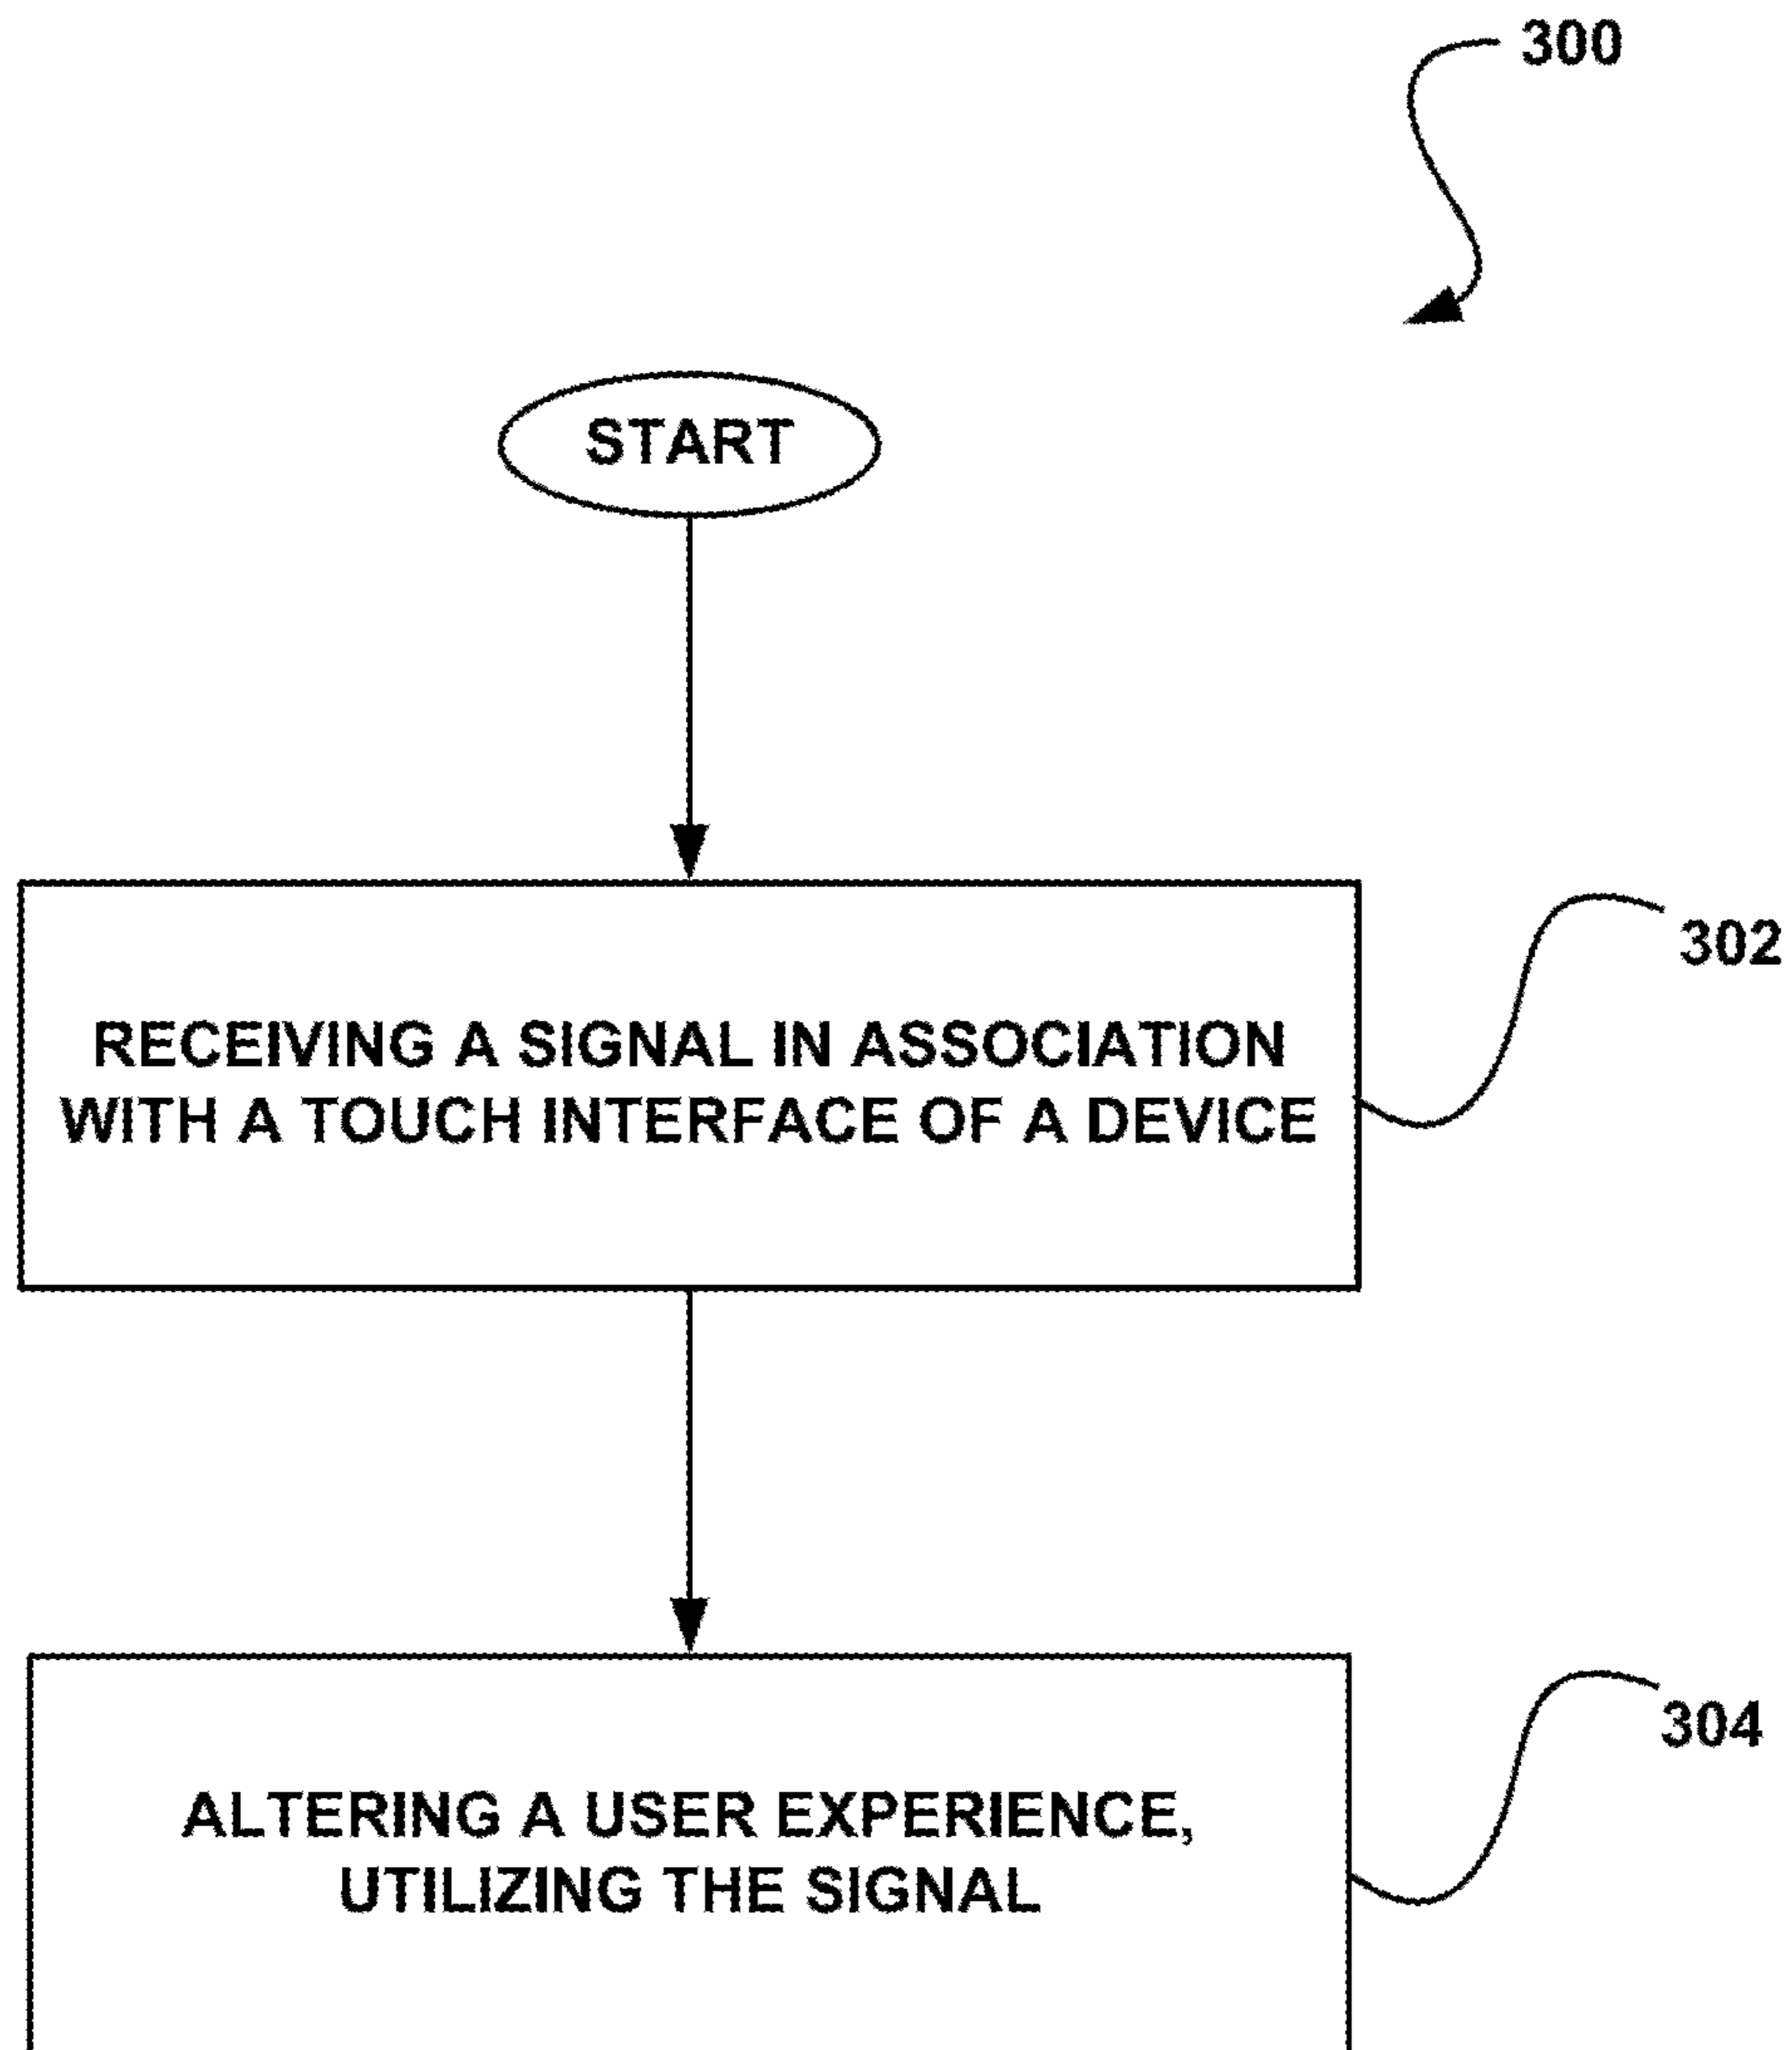 300
START
302
RECEIVING A SIGNAL IN ASSOCIATION
WITH A TOUCH INTERFACE OF A DEVICE
304
ALTERING A USER EXPERIENCE,
UTILIZING THE SIGNAL